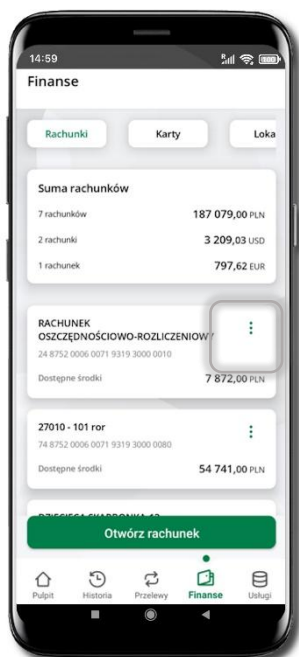 14:59
Finanse
Rachunki Karty Loka
Suma rachunków
7 rachunków 187 079,00 PLN
2 rachunki 3 209,03 USD
1 rachunek 797,62 EUR
RACHUNEK
OSZCZĘDNOŚCIOWO-ROZLICZENIOWY
24 8752 0006 0071 9319 3000 0010
Dostępne środki 7 872,00 PLN
27010 - 101 ror
74 8752 0006 0071 9319 3000 0080
Dostępne środki 54 741,00 PLN
Otwórz rachunek
Pulpit Historia Przelewy Finanse Usługi